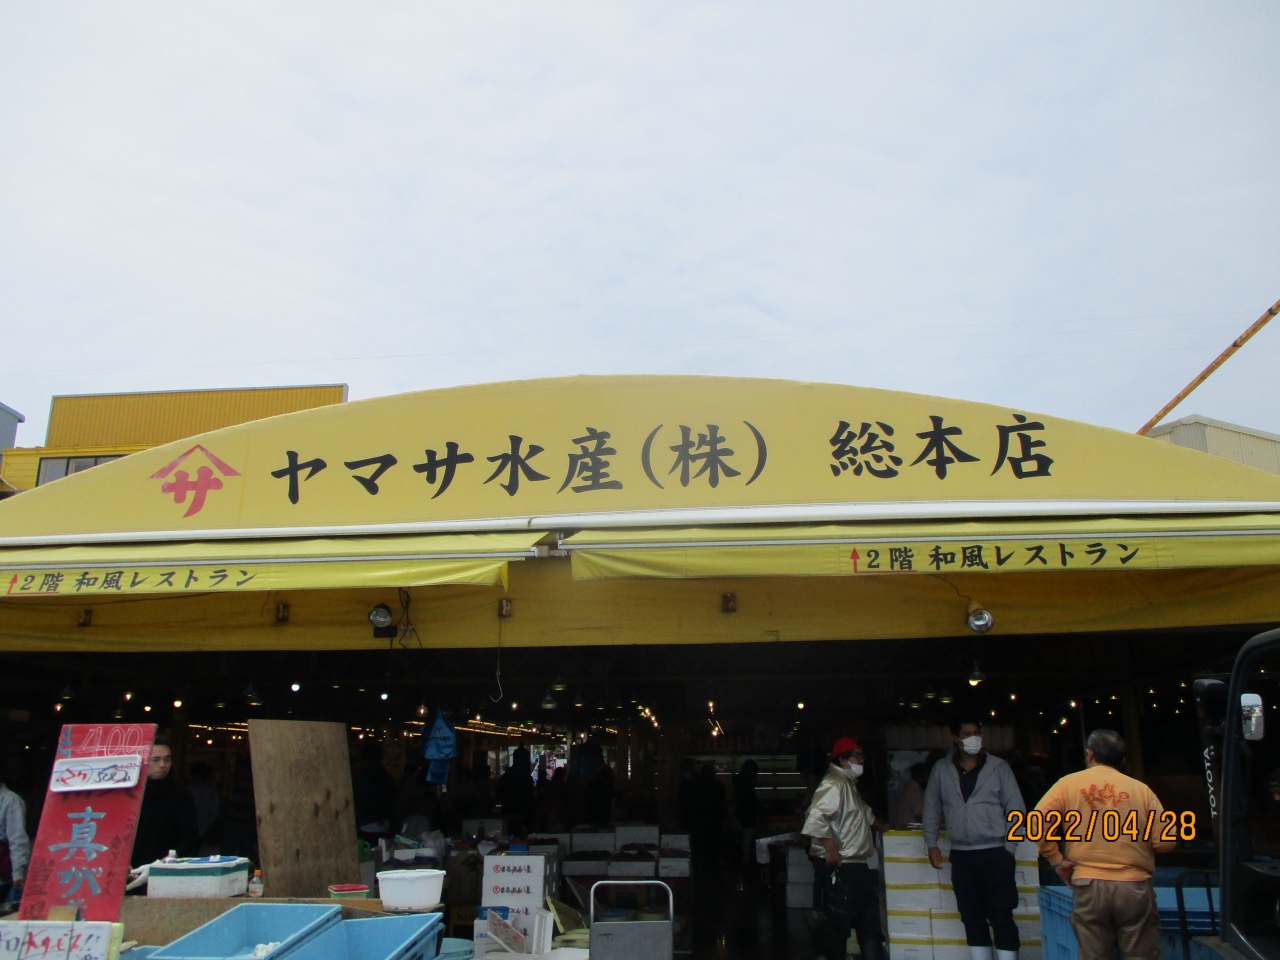 サ ヤマサ水産(株) 総本店
↑2階 和風レストラン
↑2階 和風レストラン
400
真が
TOYOTA
2022/04/28